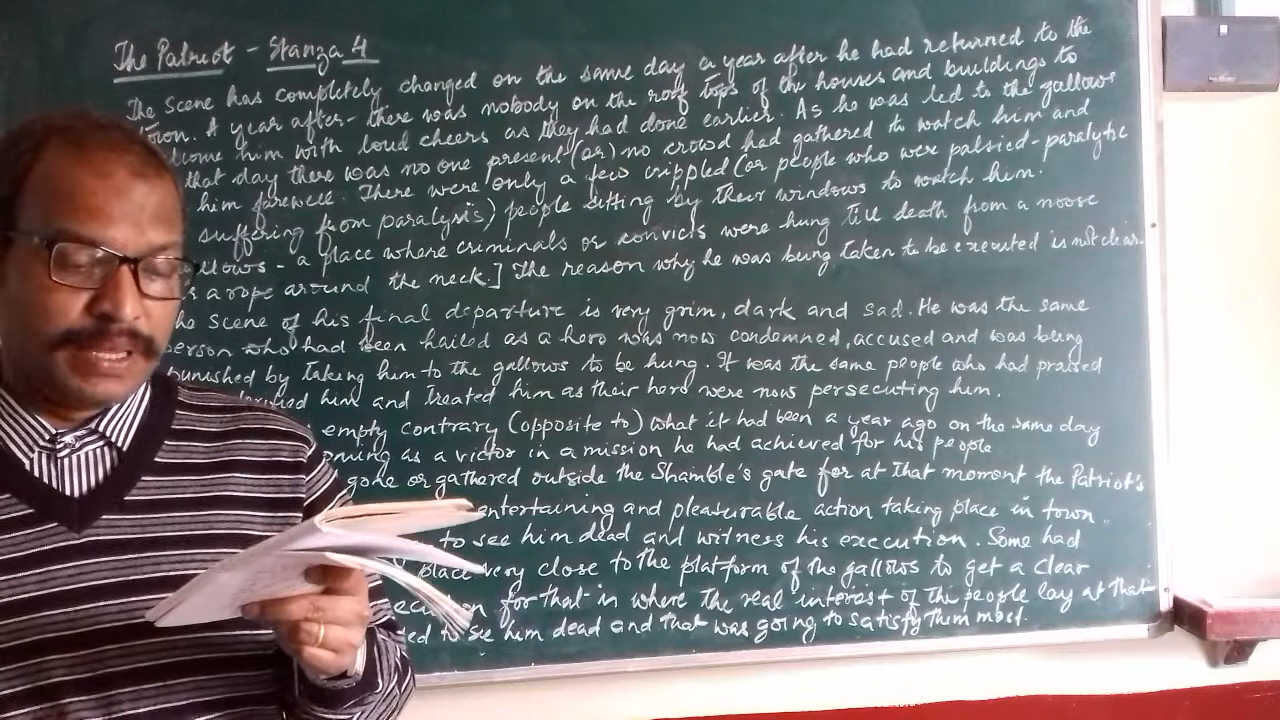 The Patriot - Stanza 4
The scene has completely changed on the same day a year after he had returned to the
town. A year after - there was nobody on the roof tops of the houses and buildings to
him with loud cheers as they had done earlier. As he was led to the gallows
that day there was no one present (or) no crowd had gathered to watch him and
him farewell. There were only a few crippled (or people who were palsied - paralytic
suffering from paralysis) people sitting by their windows to watch him.
a place where criminals or convicts were hung till death from a noose
a rope around the neck.] The reason why he was being taken to be executed is not clear.
scene of his final departure is very grim, dark and sad. He was the same
person who had been hailed as a hero was now condemned, accused and was being
punished by taking him to the gallows to be hung. It was the same people who had praised
him and treated him as their hero were now persecuting him.
empty contrary (opposite to) what it had been a year ago on the same day
as a victor in a mission he had achieved for his people
gone or gathered outside the Shamble's gate for at that moment the Patriot's
entertaining and pleasurable action taking place in town.
to see him dead and witness his execution. Some had
place very close to the platform of the gallows to get a clear
for that is where the real interest of the people lay at that
to see him dead and that was going to satisfy them most.